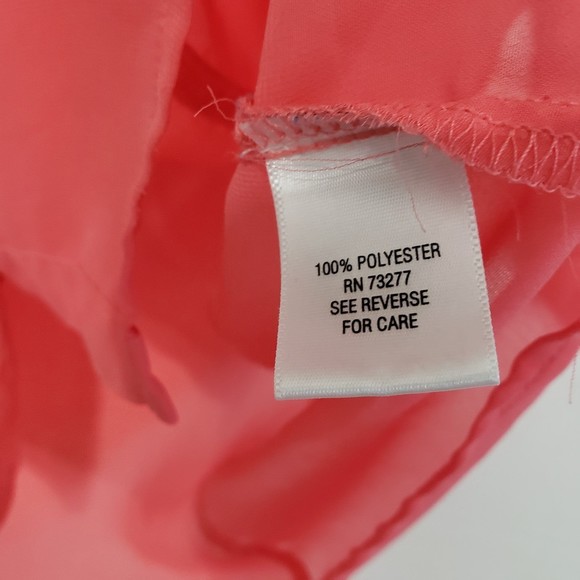 100% POLYESTER
RN 73277
SEE REVERSE
FOR CARE